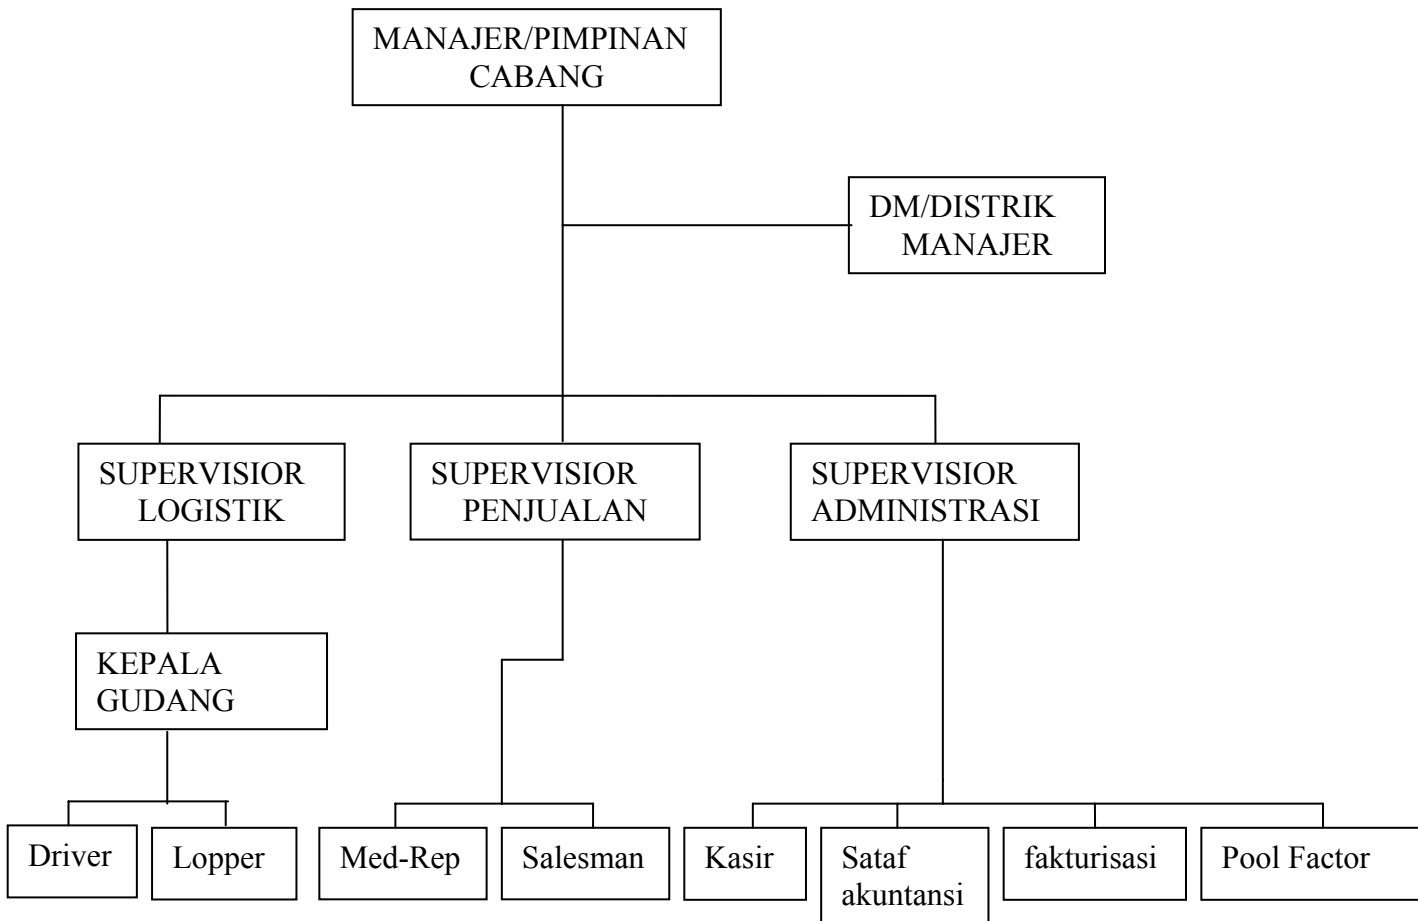 MANAJER/PIMPINAN
CABANG
DM/DISTRIK
MANAJER
SUPERVISIOR
LOGISTIK
SUPERVISIOR
PENJUALAN
SUPERVISIOR
ADMINISTRASI
KEPALA
GUDANG
Driver
Lopper
Med-Rep
Salesman
Kasir
Sataf
akuntansi
fakturisasi
Pool Factor